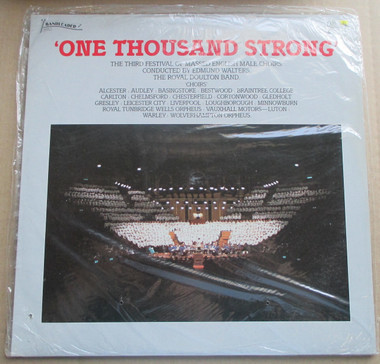 BANDLEADER
'ONE THOUSAND STRONG'
THE THIRD FESTIVAL OF MASSED ENGLISH MALE CHOIRS
CONDUCTED BY EDMUND WALTERS
THE ROYAL DOULTON BAND
CHOIRS
ALCESTER · AUDLEY · BASINGSTOKE · BESTWOOD · BRAINTREE, COLLEGE
CARLTON · CHELMSFORD · CHESTERFIELD · CORTONWOOD · GLEDHOLT
GRESLEY · LEICESTER CITY · LIVERPOOL · LOUGHBOROUGH · MINNOWBURN
ROYAL TUNBRIDGE WELLS ORPHEUS · VAUXHALL MOTORS—LUTON
WARLEY · WOLVERHAMPTON ORPHEUS